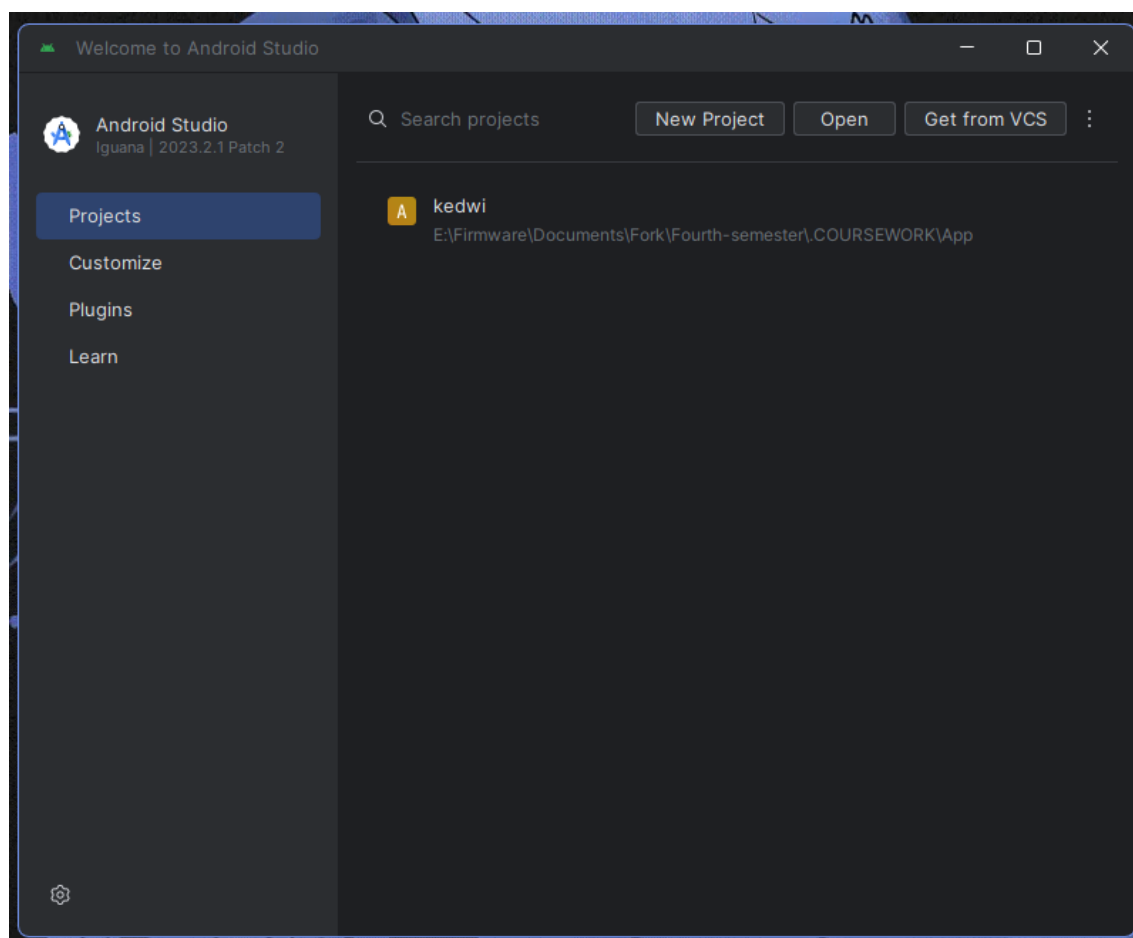 Welcome to Android Studio
Android Studio
Iguana | 2023.2.1 Patch 2
Projects
Customize
Plugins
Learn
Search projects
New Project
Open
Get from VCS
A
kedwi
E:\Firmware\Documents\Fork\Fourth-semester\.COURSEWORK\App